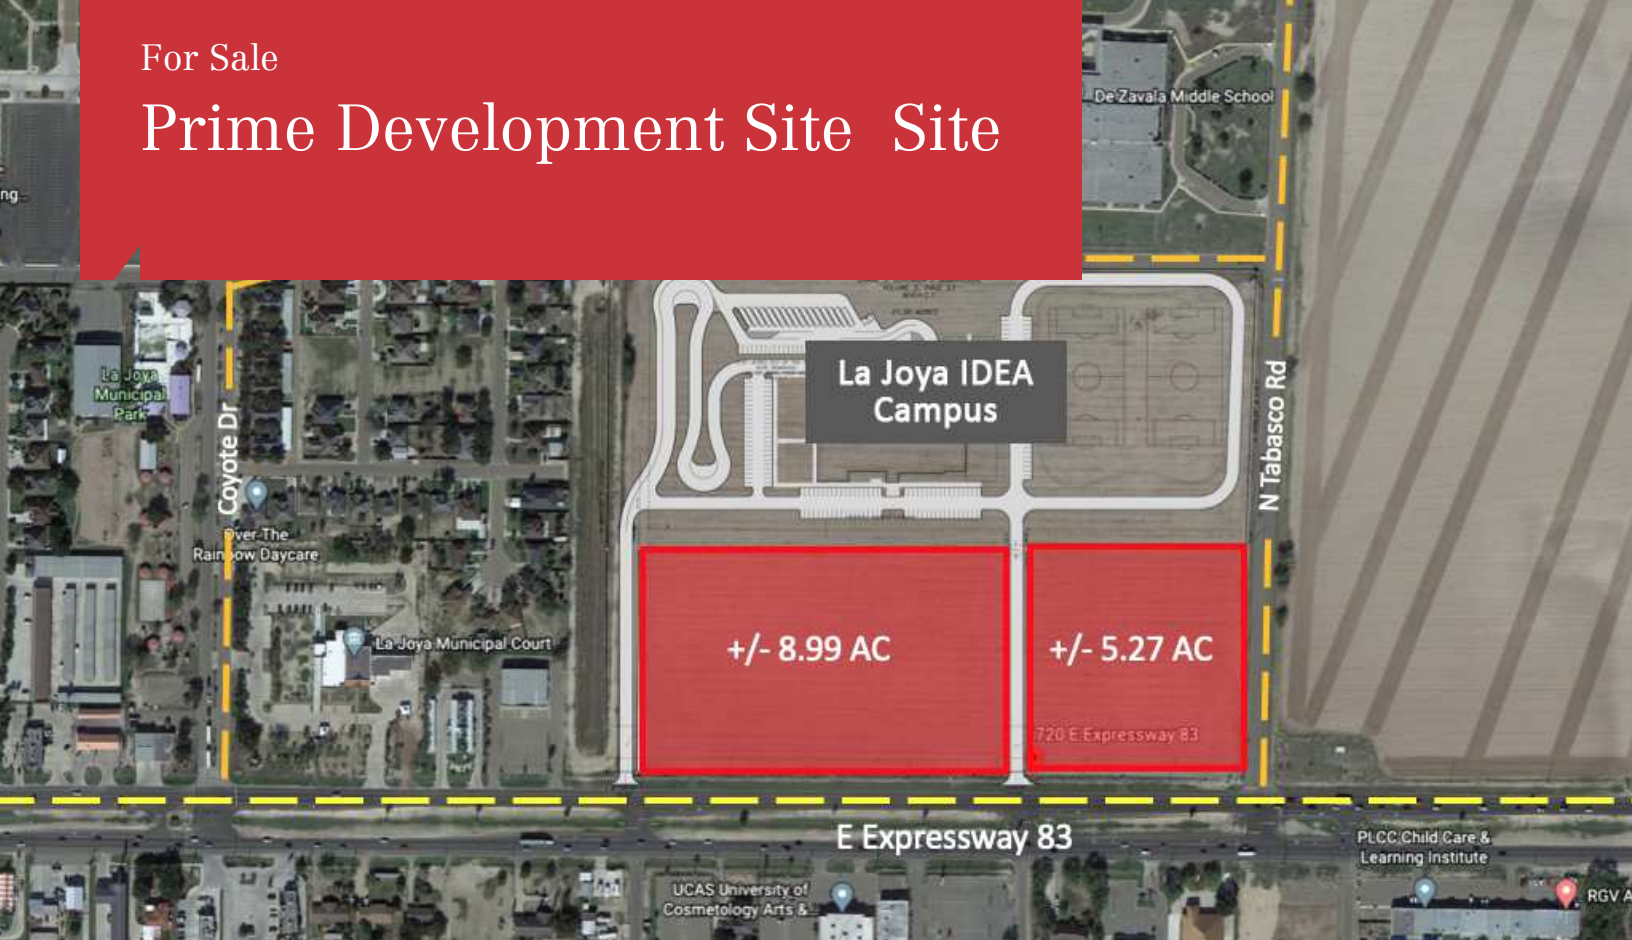 For Sale
Prime Development Site  Site
De Zavala Middle School
ng
La Joya IDEA
Campus
La Joya
Municipal
Park
Coyote Dr
N Tabasco Rd
Over The
Rainbow Daycare
La Joya Municipal Court
+/- 8.99 AC
+/- 5.27 AC
720 E Expressway 83
E Expressway 83
PLCC Child Care &
Learning Institute
UCAS University of
Cosmetology Arts &
RGV A